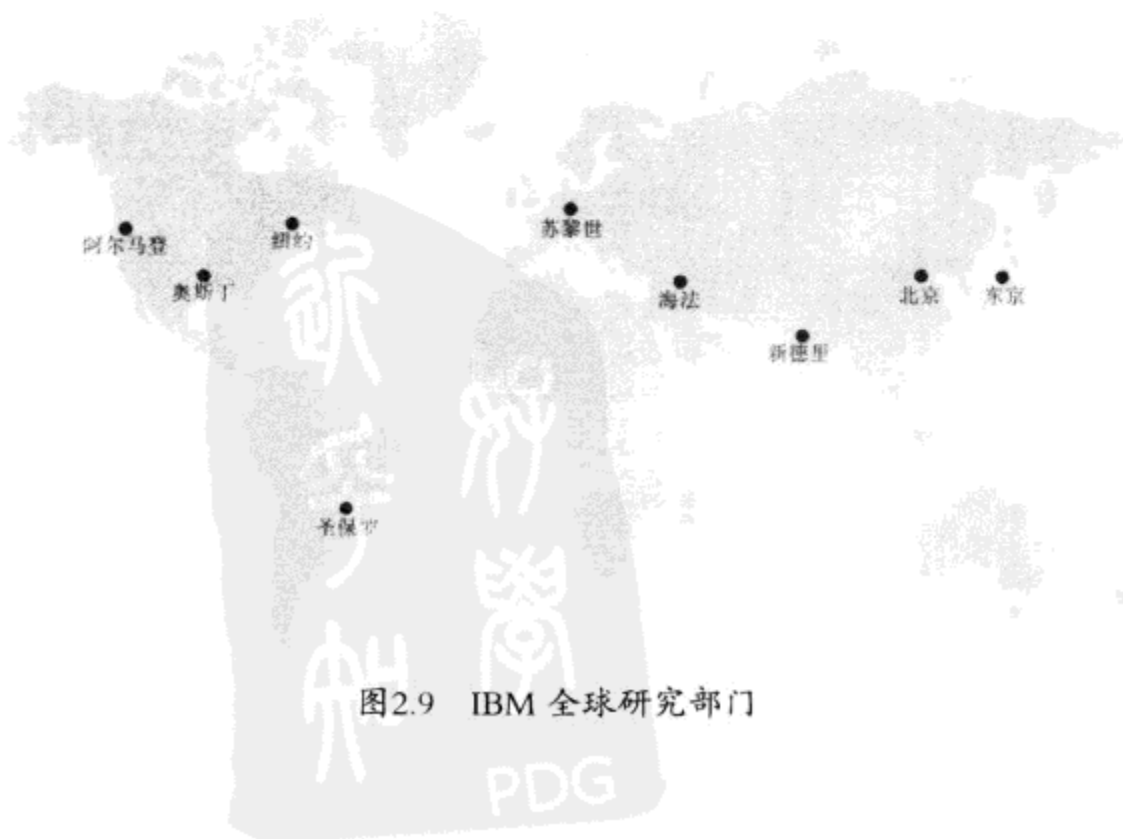 苏黎世
阿尔马登
纽约
奥斯丁
海法
北京
东京
新德里
圣保罗
图2.9 IBM 全球研究部门
PDG